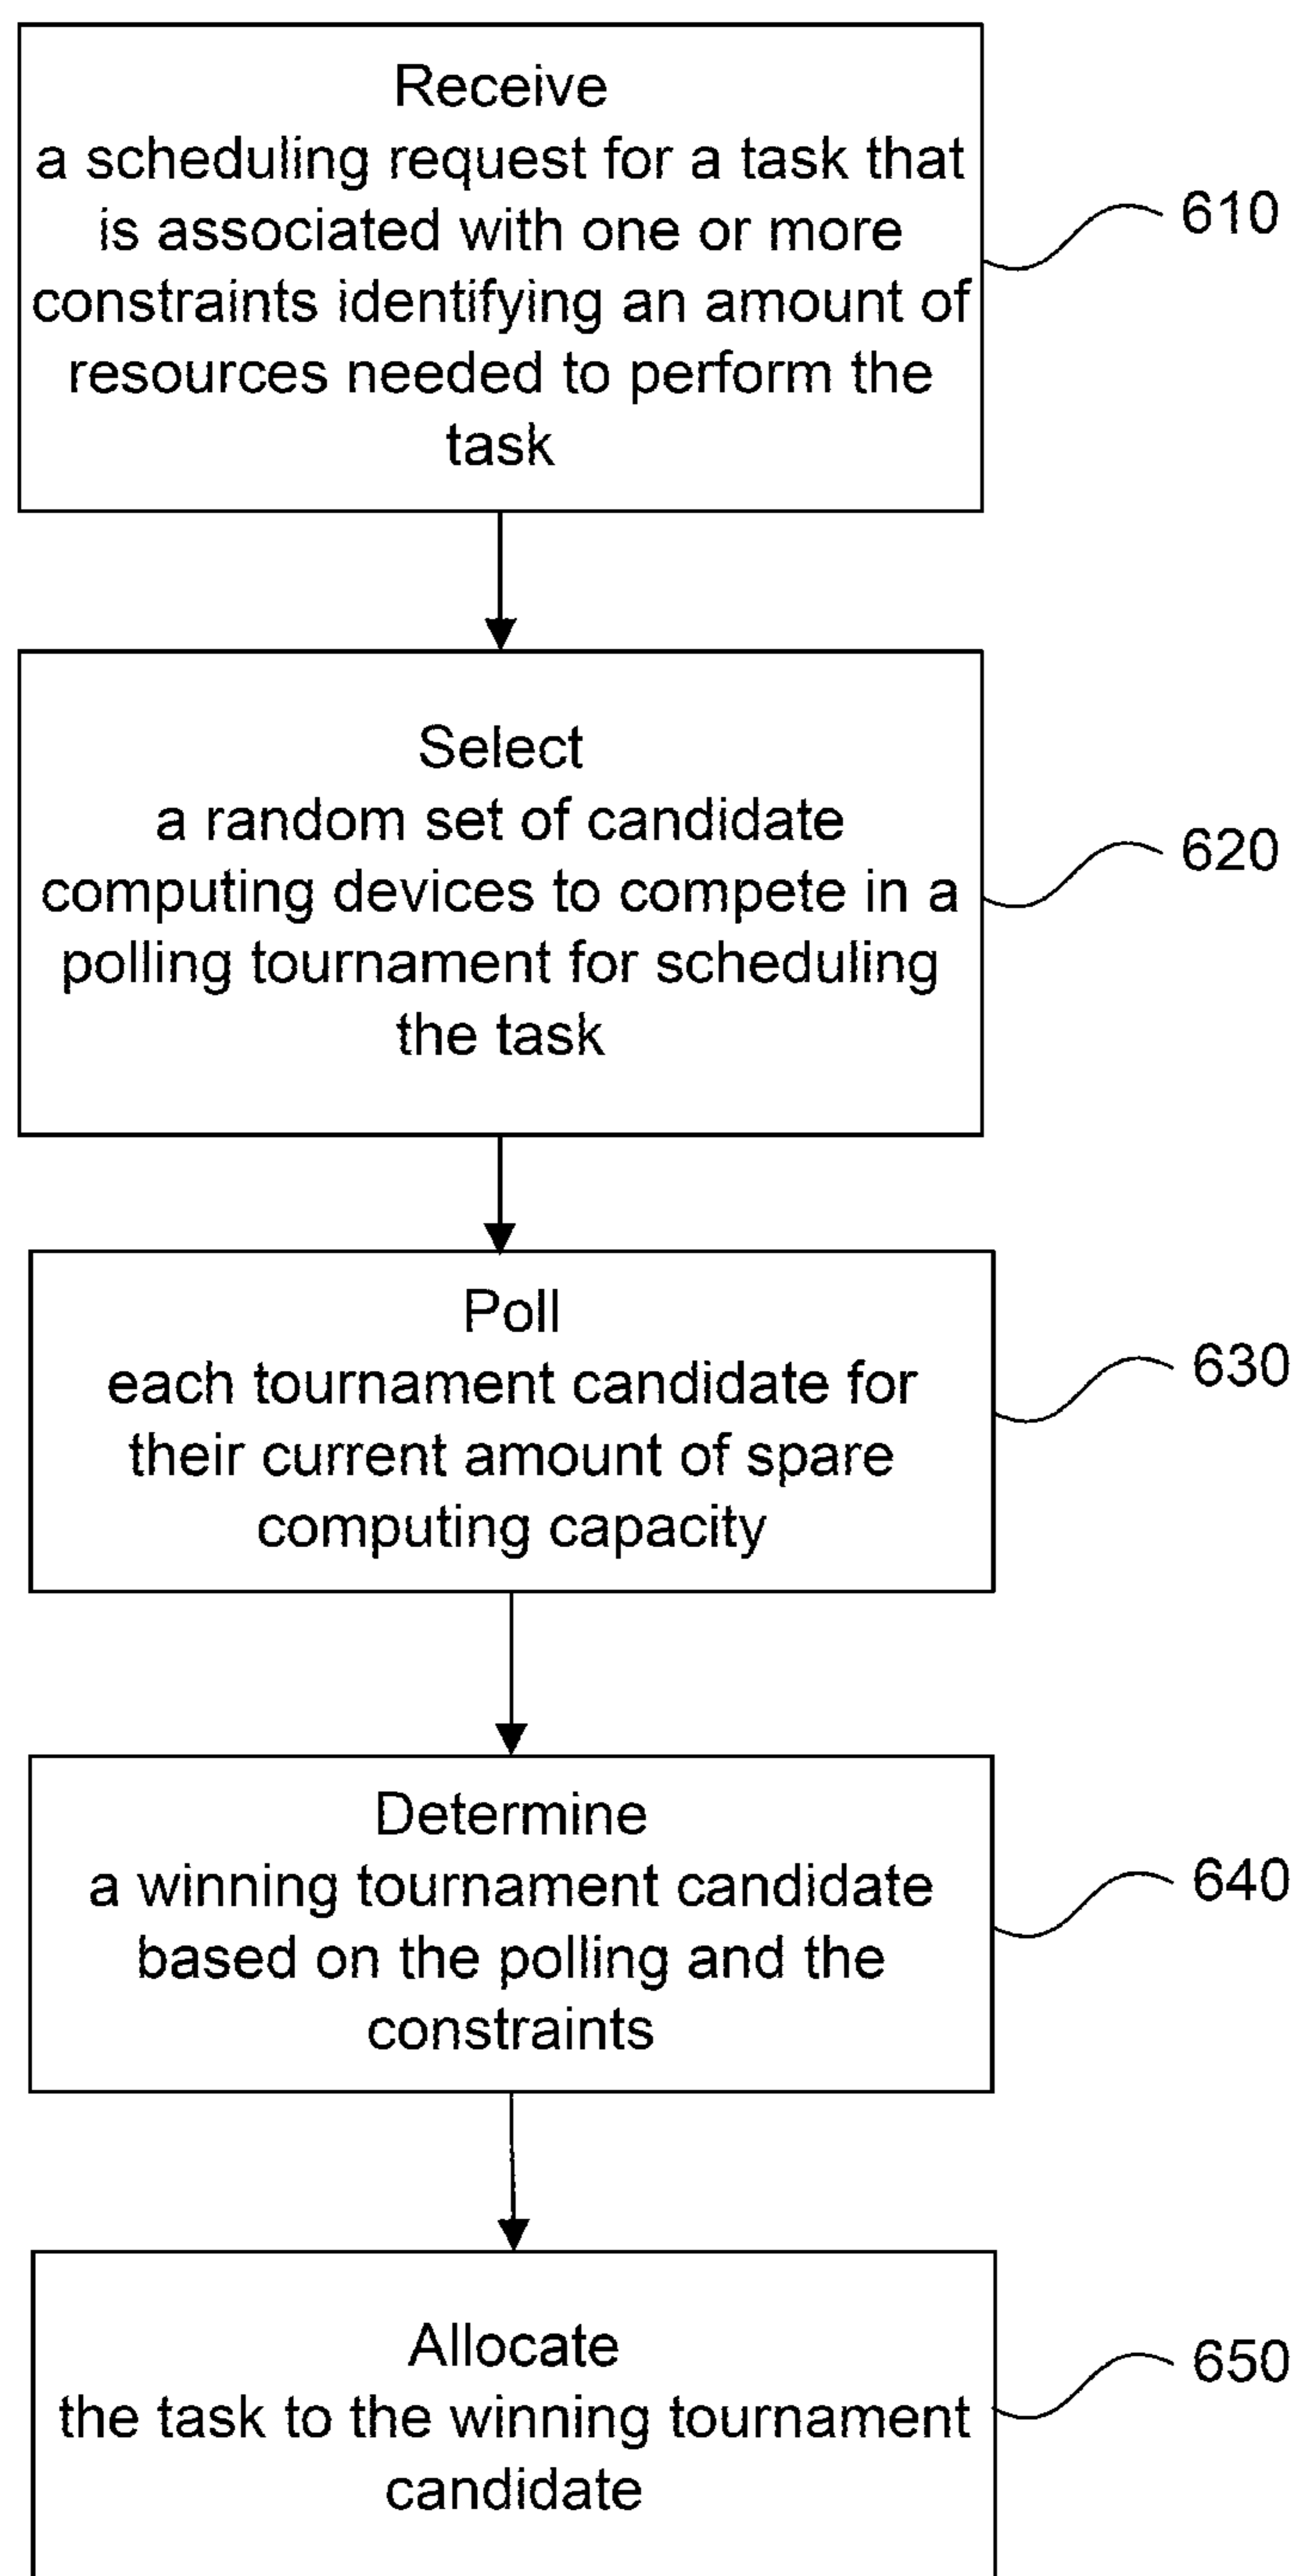 Receive
a scheduling request for a task that
is associated with one or more
constraints identifying an amount of
resources needed to perform the
task
610
Select
a random set of candidate
computing devices to compete in a
polling tournament for scheduling
the task
620
Poll
each tournament candidate for
their current amount of spare
computing capacity
630
Determine
a winning tournament candidate
based on the polling and the
constraints
640
Allocate
the task to the winning tournament
candidate
650